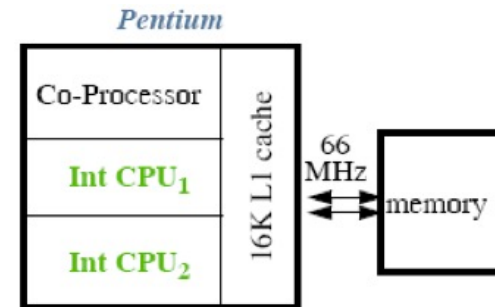 Pentium
Co-Processor
Int CPU1
Int CPU2
16K L1 cache
66
MHz
memory